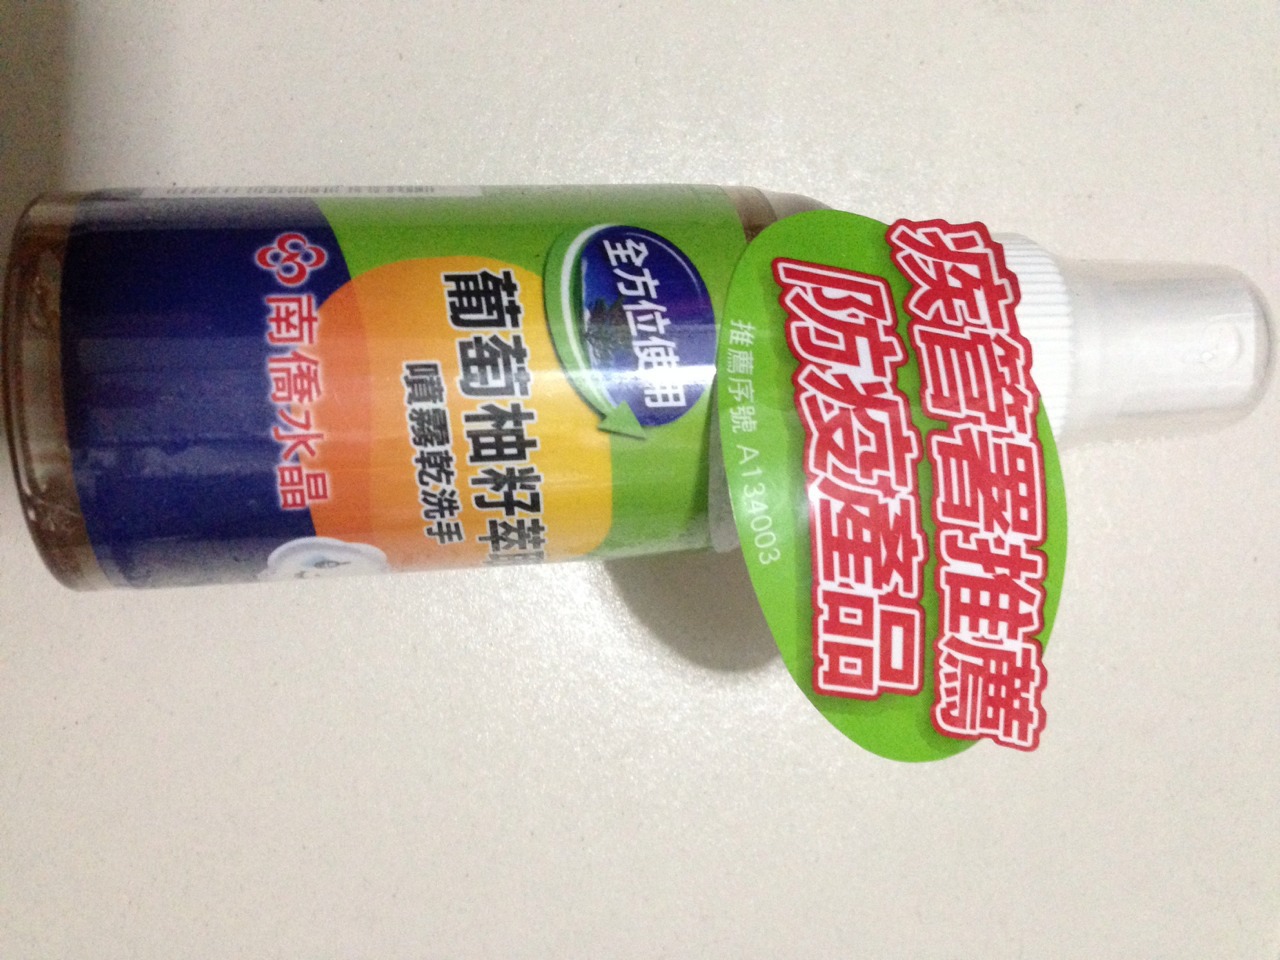 疾管署推薦
防疫產品
推薦序號 A134003
全方位使用
葡萄柚籽萃
噴霧乾洗手
南僑水晶